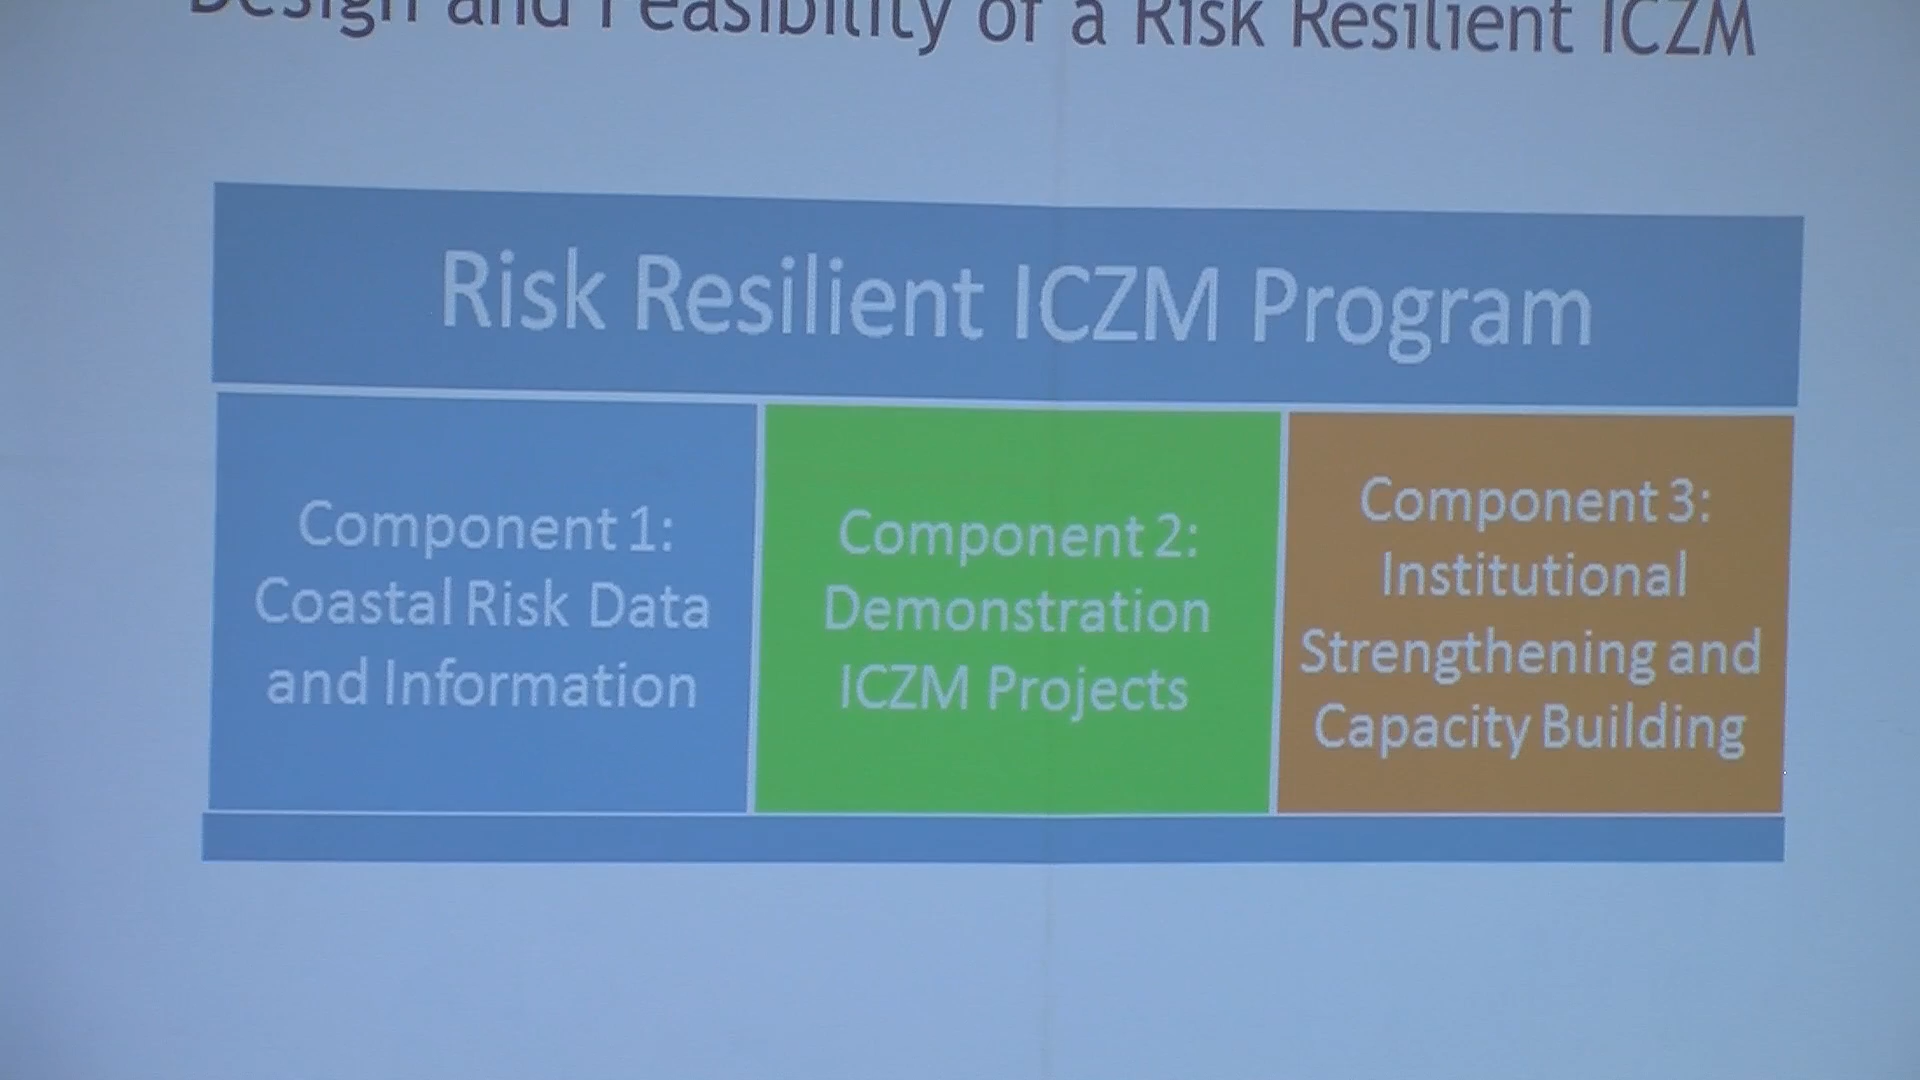 Design and Feasibility of a Risk Resilient ICZM
Risk Resilient ICZM Program
Component 1:
Coastal Risk Data
and Information
Component 2:
Demonstration
ICZM Projects
Component 3:
Institutional
Strengthening and
Capacity Building